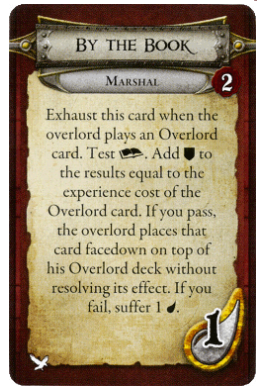 By the Book
Marshal
2
Exhaust this card when the
overlord plays an Overlord
card. Test . Add to
the results equal to the
experience cost of the
Overlord card. If you pass,
the overlord places that
card facedown on top of
his Overlord deck without
resolving its effect. If you
fail, suffer 1 .
1